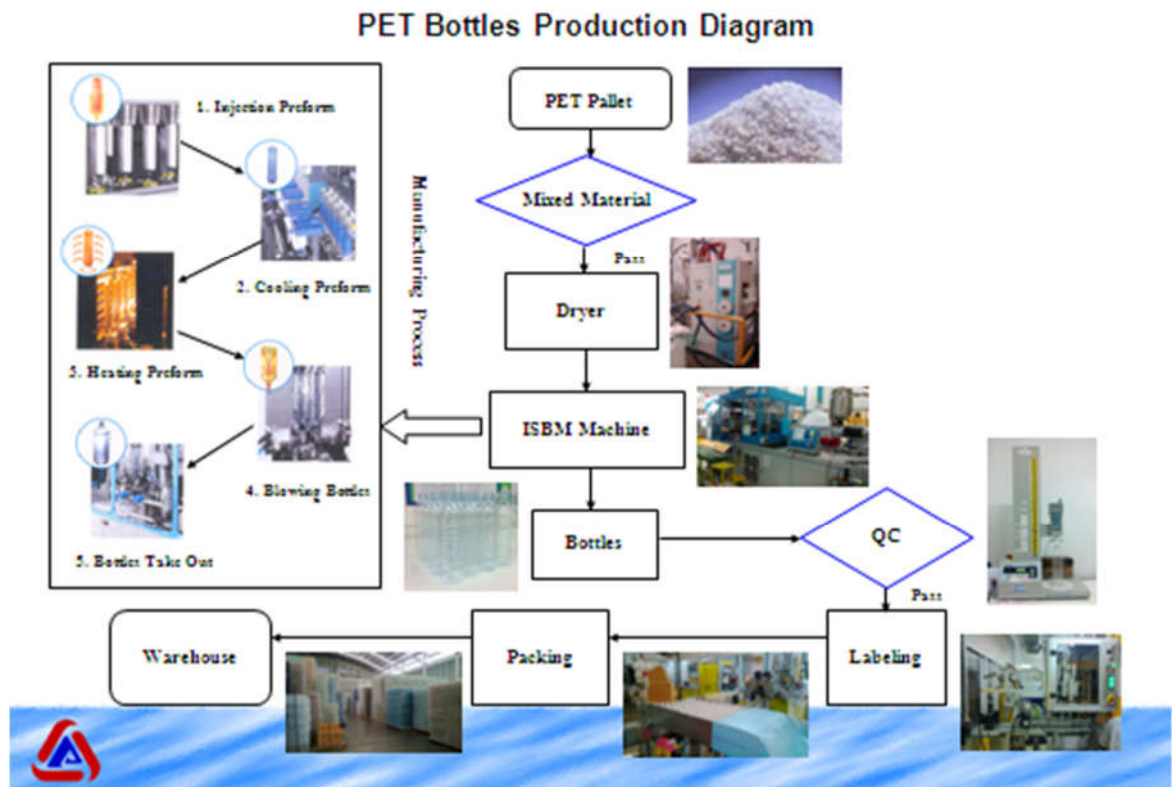 PET Bottles Production Diagram
1. Injection Preform
2. Cooling Preform
3. Heating Preform
4. Blowing Bottles
5. Bottles Take Out
Manufacturing Process
PET Pallet
Mixed Material
Pass
Dryer
ISBM Machine
Bottles
QC
Pass
Labeling
Packing
Warehouse